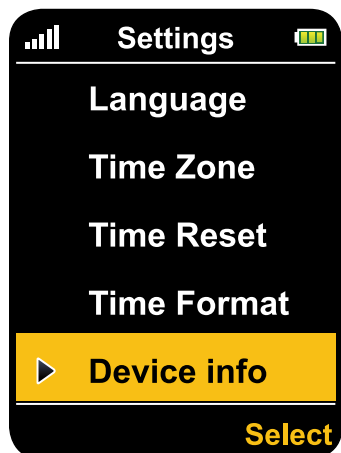 Settings
Language
Time Zone
Time Reset
Time Format
Device info
Select